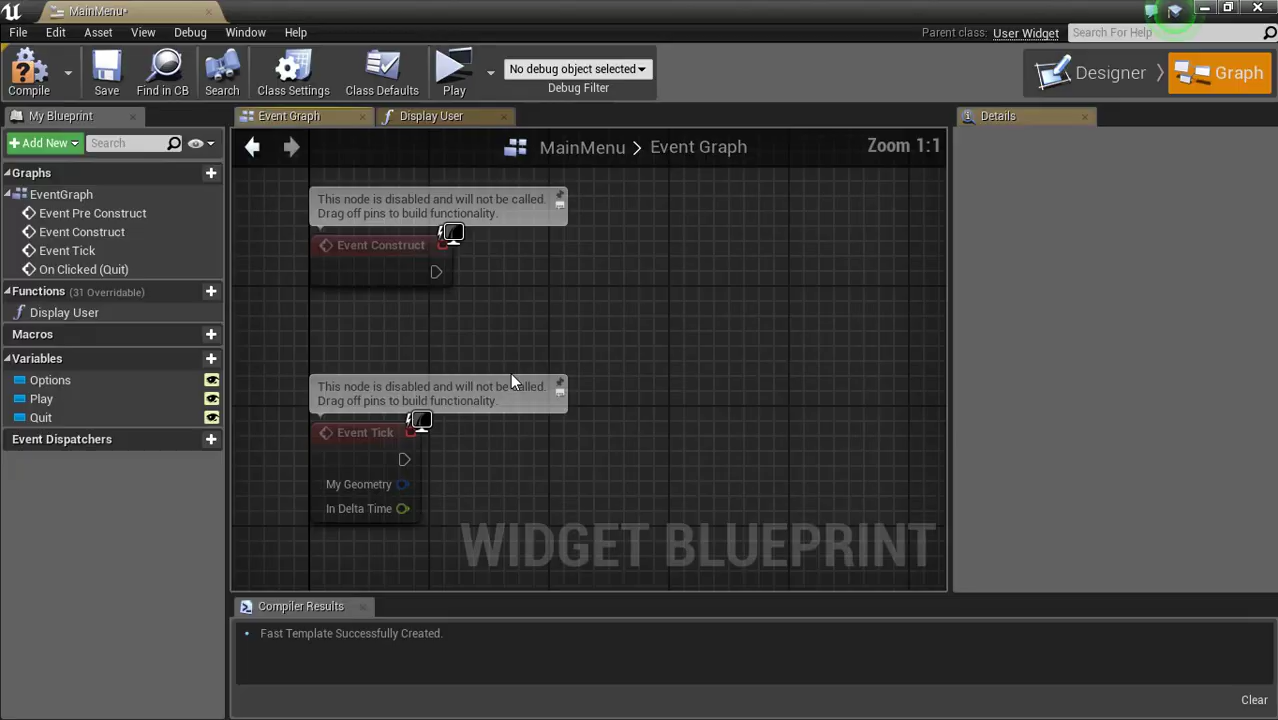 MainMenu*
File Edit Asset View Window Debug Help
Parent class: User Widget
Search For Help
Compile
Save
Find in CB
Search
Class Settings
Class Defaults
Play
No debug object selected
Debug Filter
Designer
Graph
My Blueprint
Event Graph
Display User
Details
Add New
Search
MainMenu > Event Graph
Zoom 1:1
Graphs
EventGraph
Event Pre Construct
Event Construct
Event Tick
On Clicked (Quit)
Functions (31 Overridable)
Display User
Macros
Variables
Options
Play
Quit
Event Dispatchers
This node is disabled and will not be called.
Drag off pins to build functionality.
Event Construct
This node is disabled and will not be called.
Drag off pins to build functionality.
Event Tick
My Geometry
In Delta Time
WIDGET BLUEPRINT
Compiler Results
Fast Template Successfully Created.
Clear